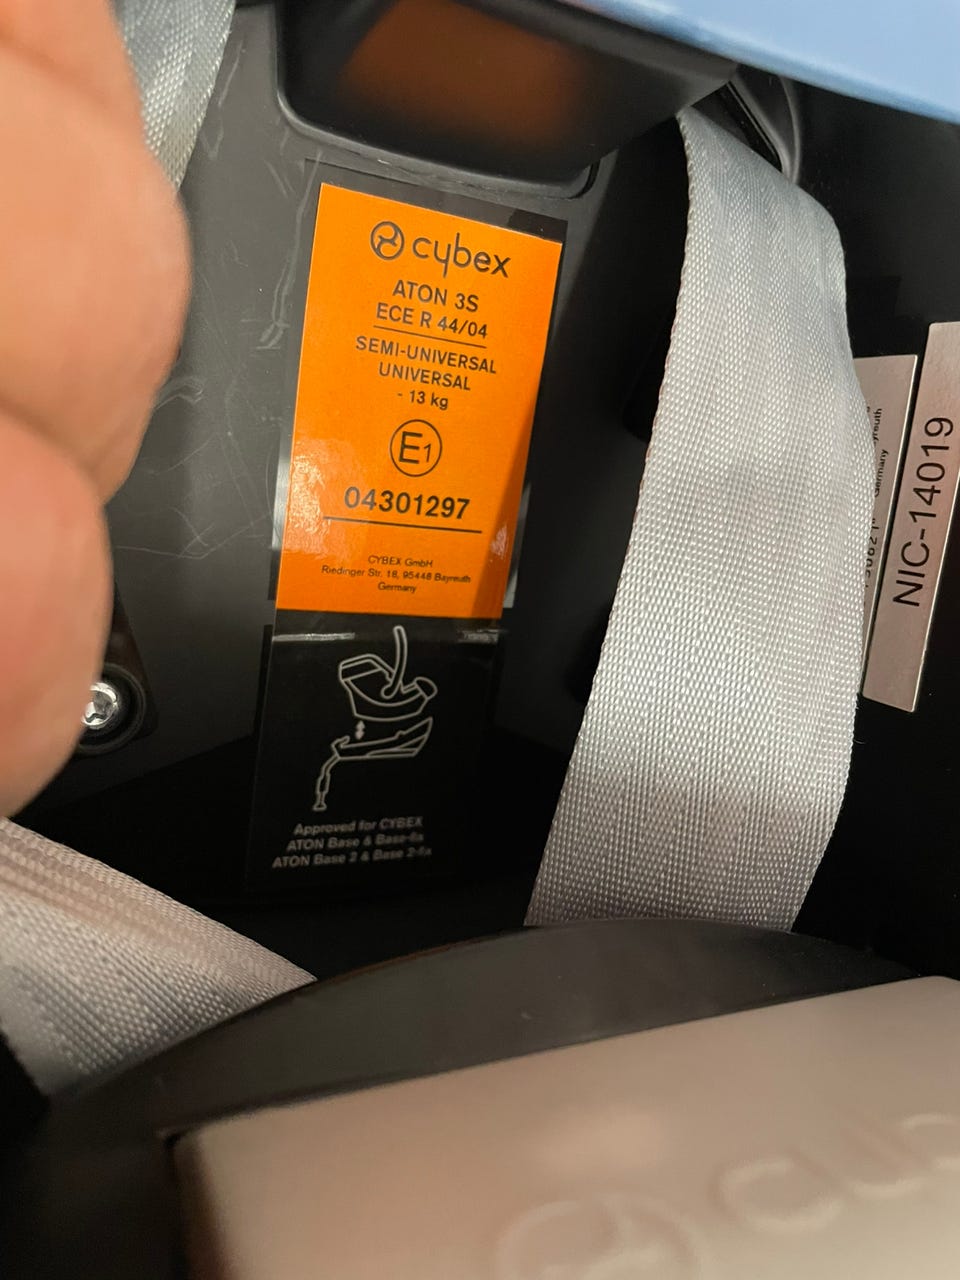 cybex
ATON 3S
ECE R 44/04
SEMI-UNIVERSAL
UNIVERSAL
- 13 kg
E1
04301297
CYBEX GmbH
Riedinger Str. 18, 95448 Bayreuth
Germany
Approved for CYBEX
ATON Base & Base-fix
ATON Base 2 & Base 2-fix
Germany
NIC-14019